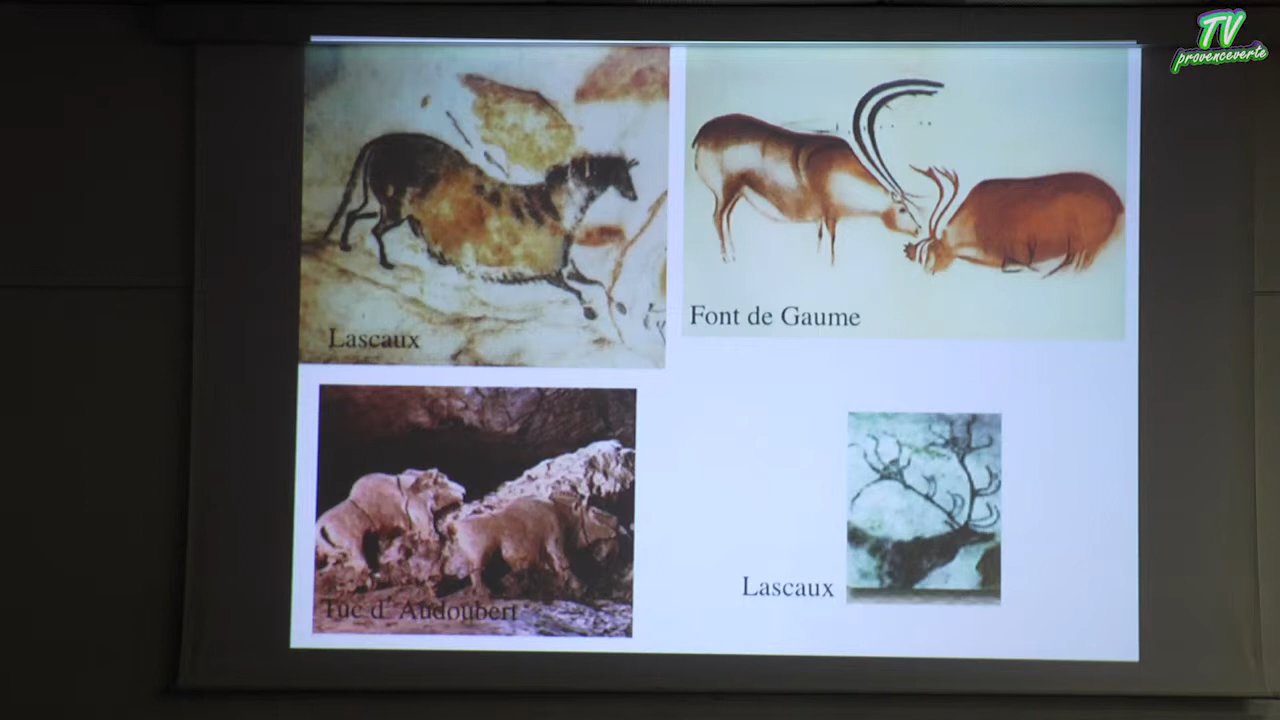 TV
provenceverte
Lascaux
Font de Gaume
Tuc d'Audoubert
Lascaux